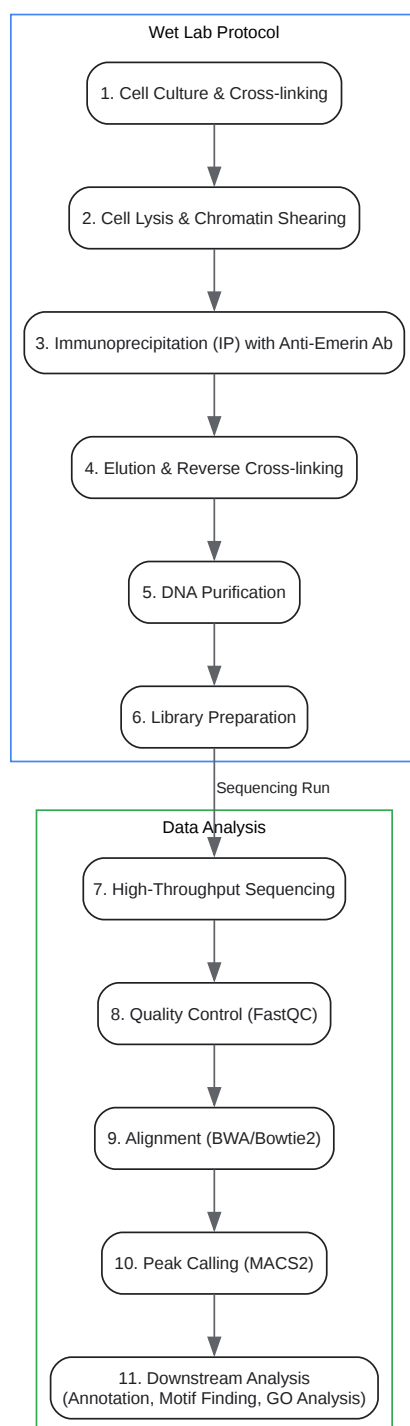 Wet Lab Protocol
1. Cell Culture & Cross-linking
2. Cell Lysis & Chromatin Shearing
3. Immunoprecipitation (IP) with Anti-Emerin Ab
4. Elution & Reverse Cross-linking
5. DNA Purification
6. Library Preparation
Sequencing Run
Data Analysis
7. High-Throughput Sequencing
8. Quality Control (FastQC)
9. Alignment (BWA/Bowtie2)
10. Peak Calling (MACS2)
11. Downstream Analysis
(Annotation, Motif Finding, GO Analysis)